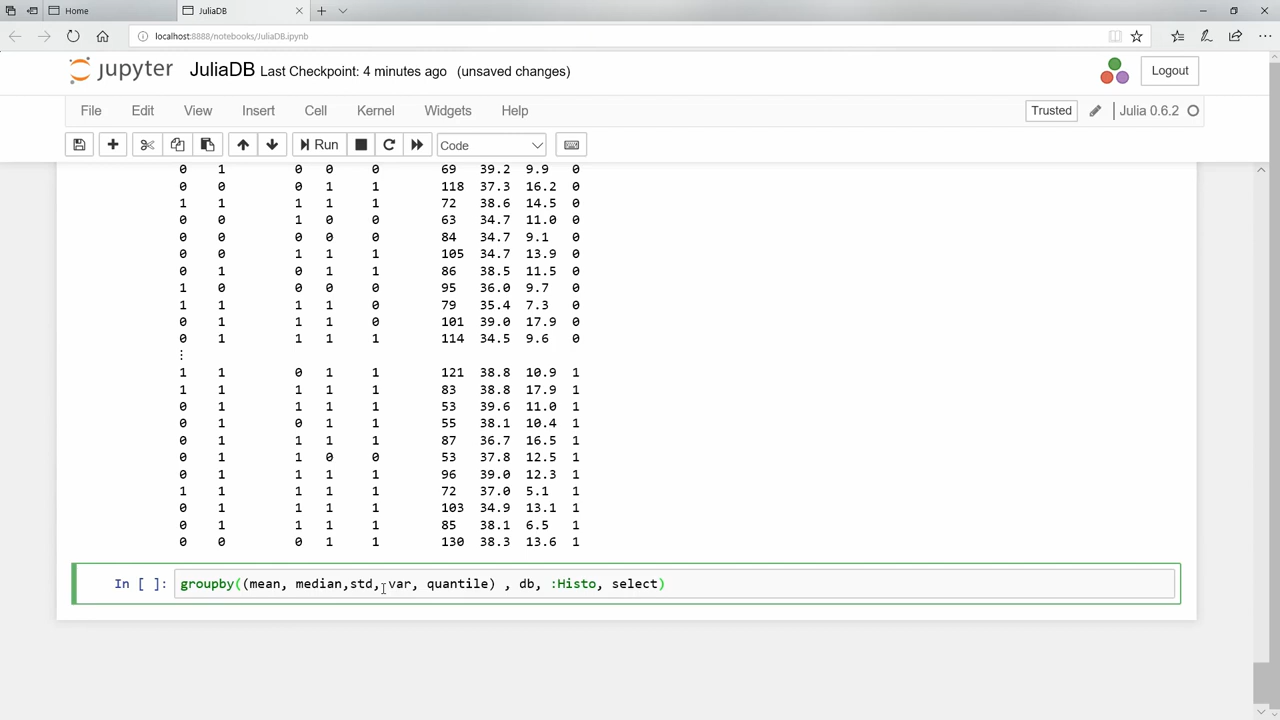 Home
JuliaDB
localhost:8888/notebooks/JuliaDB.ipynb
jupyter JuliaDB Last Checkpoint: 4 minutes ago (unsaved changes) Logout
File Edit View Insert Cell Kernel Widgets Help Trusted Julia 0.6.2
Run Code
0 1 0 0 0 69 39.2 9.9 0
0 0 0 1 1 118 37.3 16.2 0
1 1 1 1 1 72 38.6 14.5 0
0 0 1 0 0 63 34.7 11.0 0
0 0 0 0 0 84 34.7 9.1 0
0 0 1 1 1 105 34.7 13.9 0
0 1 0 1 1 86 38.5 11.5 0
1 0 0 0 0 95 36.0 9.7 0
1 1 1 1 0 79 35.4 7.3 0
0 1 1 1 0 101 39.0 17.9 0
0 1 1 1 1 114 34.5 9.6 0
⋮
1 1 0 1 1 121 38.8 10.9 1
1 1 1 1 1 83 38.8 17.9 1
0 1 1 1 1 53 39.6 11.0 1
0 1 0 1 1 55 38.1 10.4 1
0 1 1 1 1 87 36.7 16.5 1
0 1 1 0 0 53 37.8 12.5 1
0 1 1 1 1 96 39.0 12.3 1
1 1 1 1 1 72 37.0 5.1 1
0 1 1 1 1 103 34.9 13.1 1
0 1 1 1 1 85 38.1 6.5 1
0 1 0 1 1 130 38.3 13.6 1
In [ ]: groupby((mean, median,std, var, quantile) , db, :Histo, select)